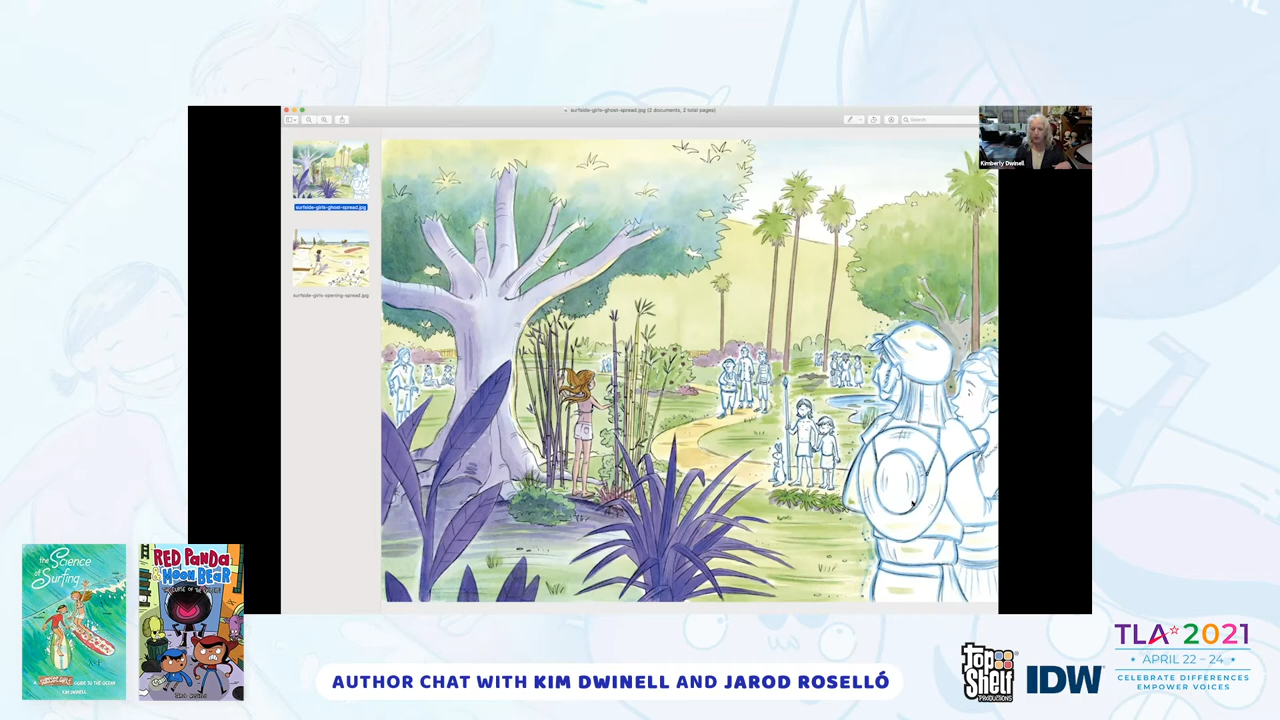 surfside-girls-ghost-spread.jpg (2 documents, 2 total pages)
Search
Kimberly Dwinell
surfside-girls-ghost-spread.jpg
surfside-girls-opening-spread.jpg
the Science
of Surfing
A SURFSIDE GIRLS GUIDE TO THE OCEAN
KIM DWINELL
RED PANDA
& MOON BEAR
AUTHOR CHAT WITH KIM DWINELL AND JAROD ROSELLÓ
TOP
SHELF
PRODUCTIONS
IDW
TLA 2021
APRIL 22 – 24
CELEBRATE DIFFERENCES
EMPOWER VOICES